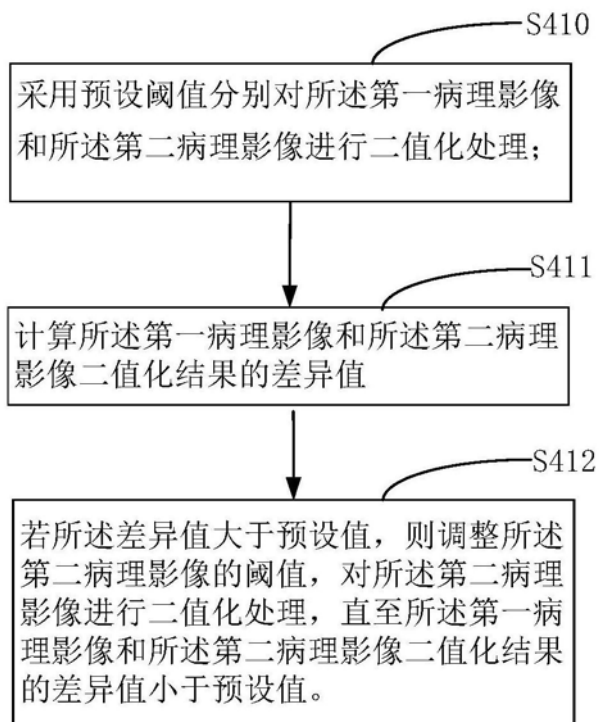 S410
采用预设阈值分别对所述第一病理影像
和所述第二病理影像进行二值化处理；
S411
计算所述第一病理影像和所述第二病理
影像二值化结果的差异值
S412
若所述差异值大于预设值，则调整所述
第二病理影像的阈值，对所述第二病理
影像进行二值化处理，直至所述第一病
理影像和所述第二病理影像二值化结果
的差异值小于预设值。